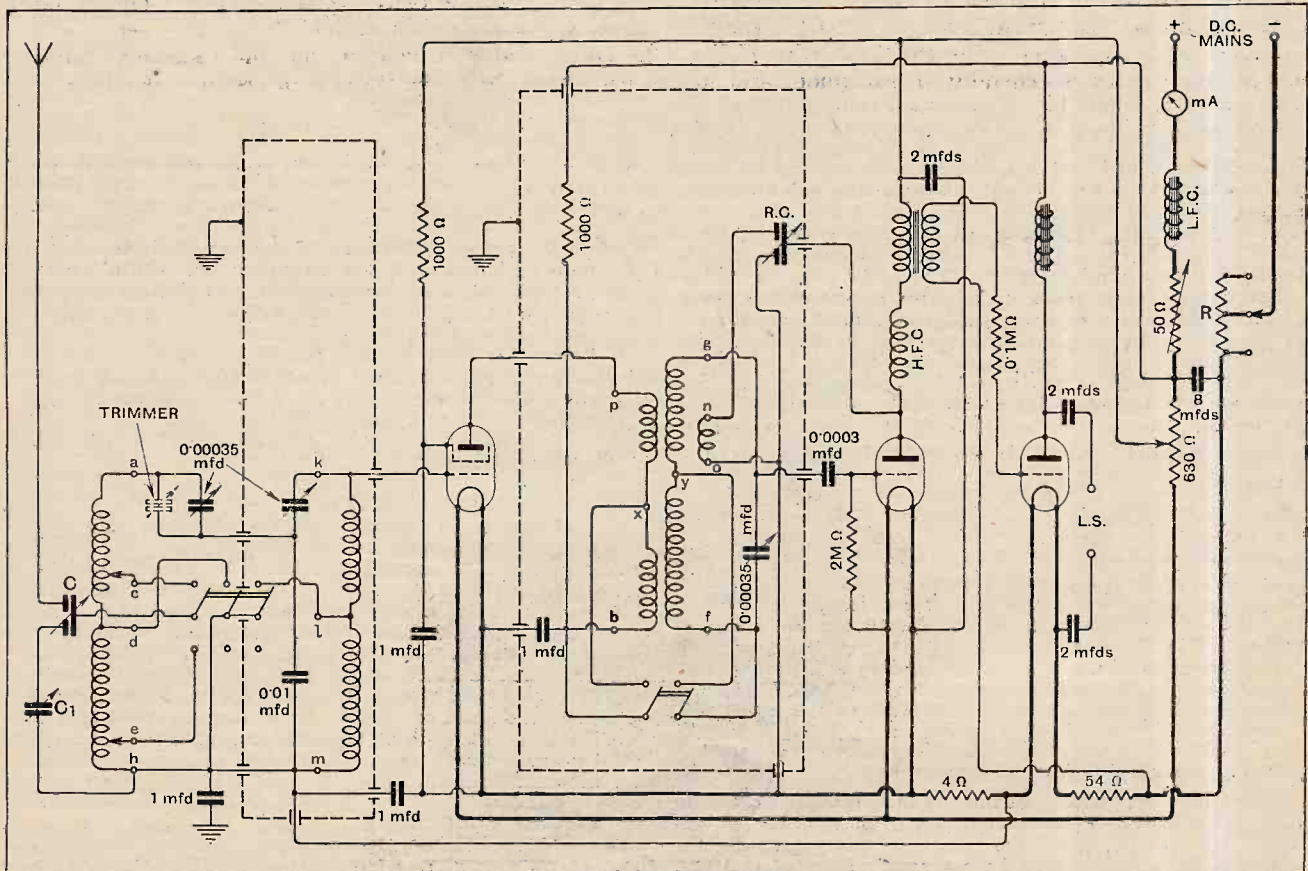 + D.C. −
MAINS
mA
L.F.C.
50 Ω
R
8
mfds
630 Ω
2 mfds
R.C.
1000 Ω
1000 Ω
H.F.C
0·1MΩ
2 mfds
L.S.
2 mfds
TRIMMER
0·00035
mfd
a
k
c
C
d
l
C1
e
h
m
0·01
mfd
1 mfd
1 mfd
1 mfd
1 mfd
p
g
n
o
y
x
b
f
0·00035 mfd
0·0003
mfd
2MΩ
4 Ω
54 Ω